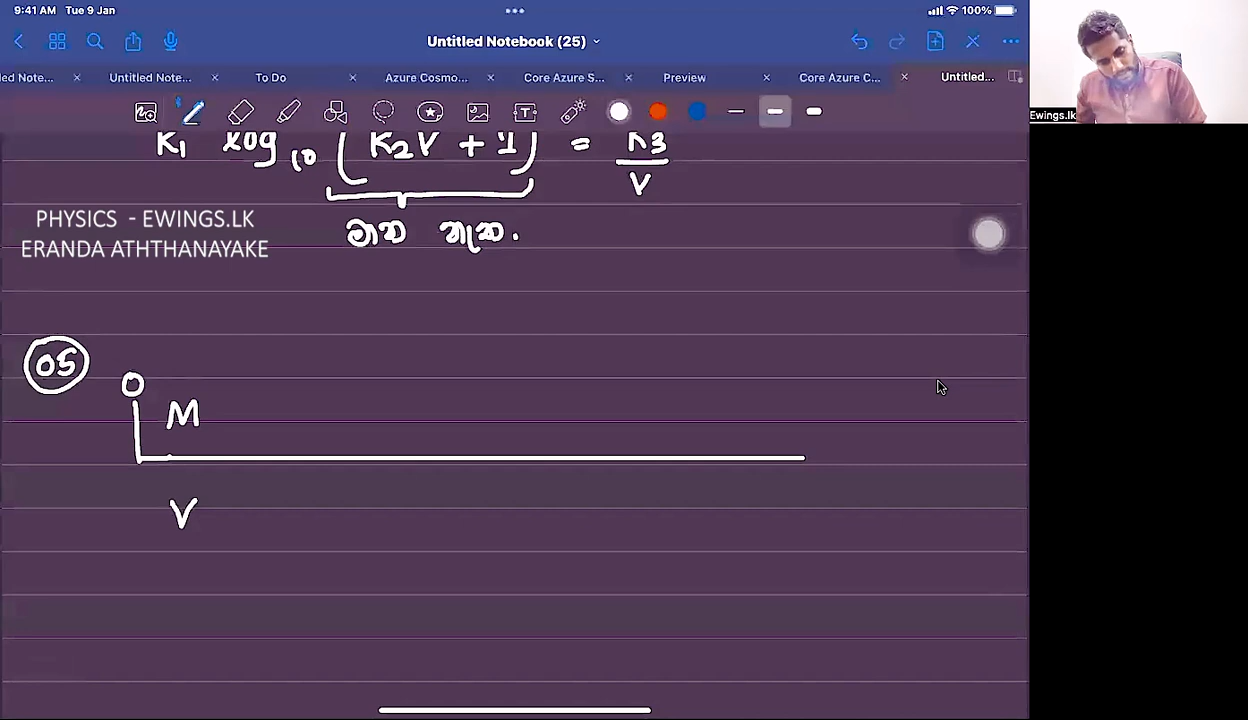 9:41 AM Tue 9 Jan
100%
Untitled Notebook (25)
led Note...
Untitled Note...
To Do
Azure Cosmo...
Core Azure S...
Preview
Core Azure C...
Untitled...
Ewings.lk
K₁ log₁₀ (K₂V + 1) = K3/V
PHYSICS - EWINGS.LK
මාන නැත.
ERANDA ATHTHANAYAKE
05
O
M
V